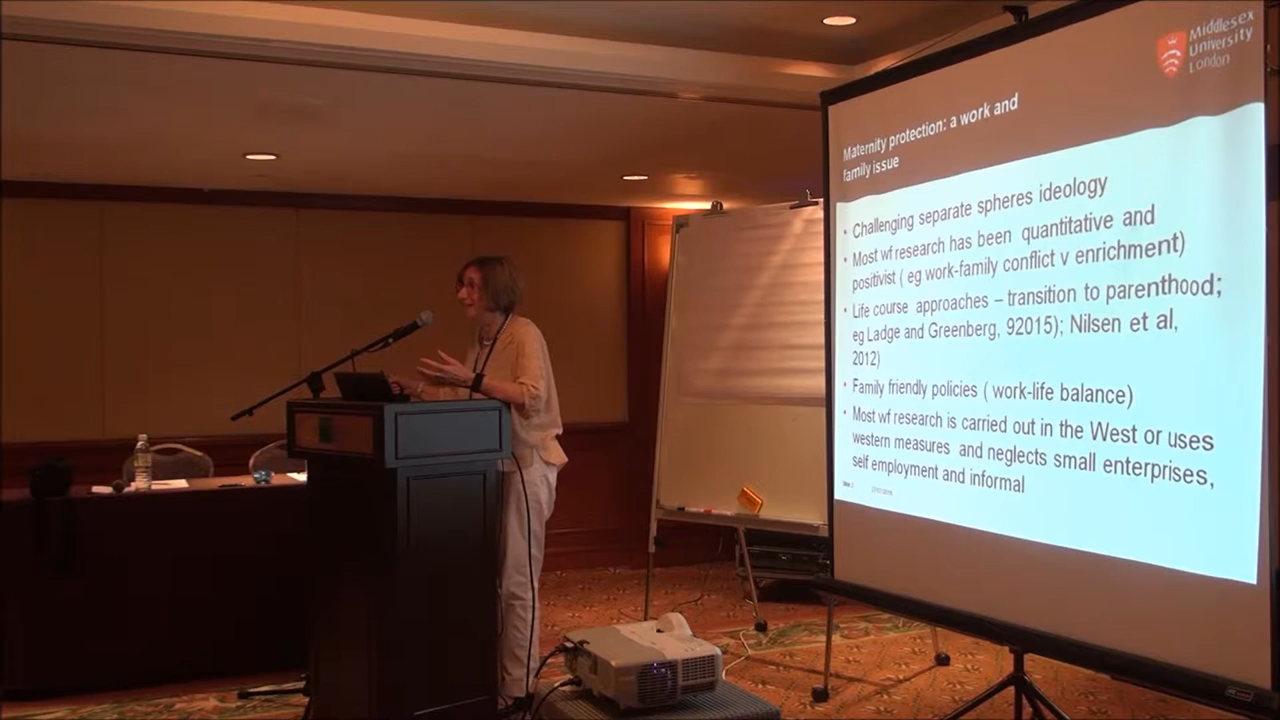 Middlesex
University
London
Maternity protection: a work and
family issue
• Challenging separate spheres ideology
• Most wf research has been quantitative and
positivist ( eg work-family conflict v enrichment)
• Life course approaches – transition to parenthood;
eg Ladge and Greenberg, 92015); Nilsen et al,
2012)
• Family friendly policies ( work-life balance)
• Most wf research is carried out in the West or uses
western measures and neglects small enterprises,
self employment and informal